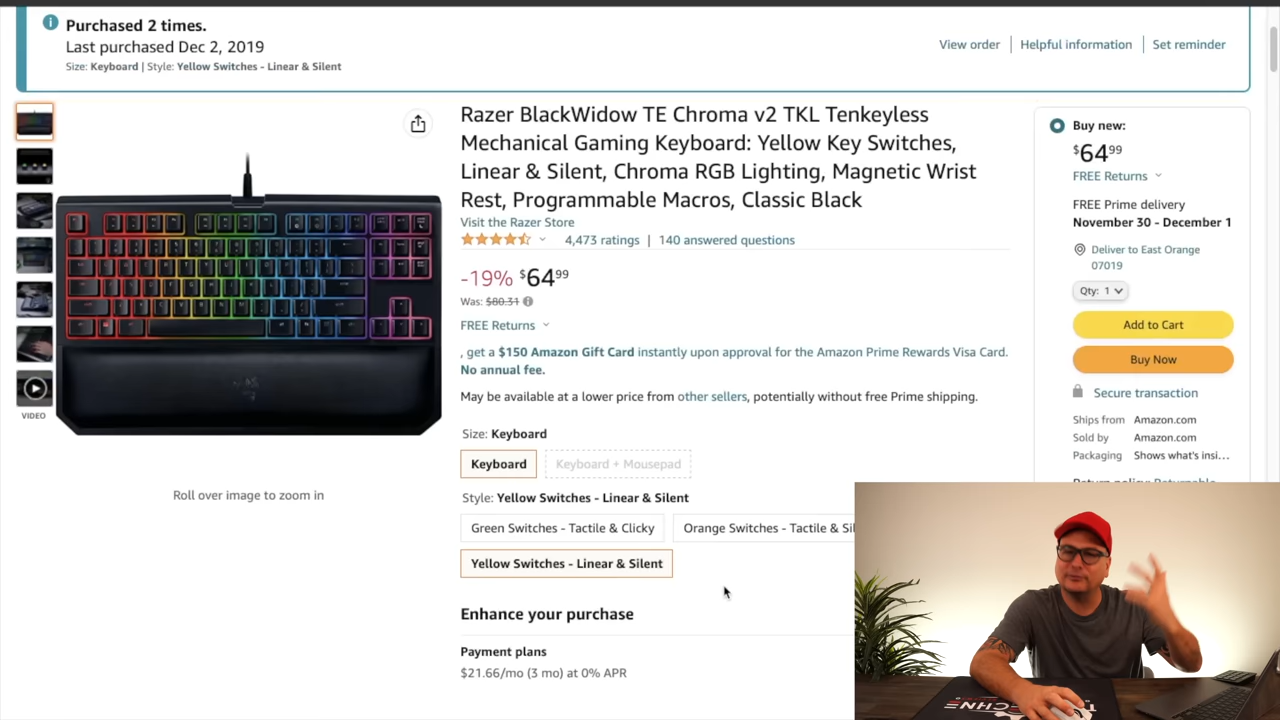 Purchased 2 times.
Last purchased Dec 2, 2019
Size: Keyboard | Style: Yellow Switches - Linear & Silent
View order
Helpful information
Set reminder
Razer BlackWidow TE Chroma v2 TKL Tenkeyless
Mechanical Gaming Keyboard: Yellow Key Switches,
Linear & Silent, Chroma RGB Lighting, Magnetic Wrist
Rest, Programmable Macros, Classic Black
Visit the Razer Store
4,473 ratings | 140 answered questions
-19% $64.99
Was: $80.31
FREE Returns
, get a $150 Amazon Gift Card instantly upon approval for the Amazon Prime Rewards Visa Card.
No annual fee.
May be available at a lower price from other sellers, potentially without free Prime shipping.
Size: Keyboard
Keyboard
Keyboard + Mousepad
Style: Yellow Switches - Linear & Silent
Green Switches - Tactile & Clicky
Orange Switches - Tactile & Sil
Yellow Switches - Linear & Silent
Enhance your purchase
Payment plans
$21.66/mo (3 mo) at 0% APR
VIDEO
Roll over image to zoom in
Buy new:
$64.99
FREE Returns
FREE Prime delivery
November 30 - December 1
Deliver to East Orange
07019
Qty: 1
Add to Cart
Buy Now
Secure transaction
Ships from Amazon.com
Sold by Amazon.com
Packaging Shows what's insi...